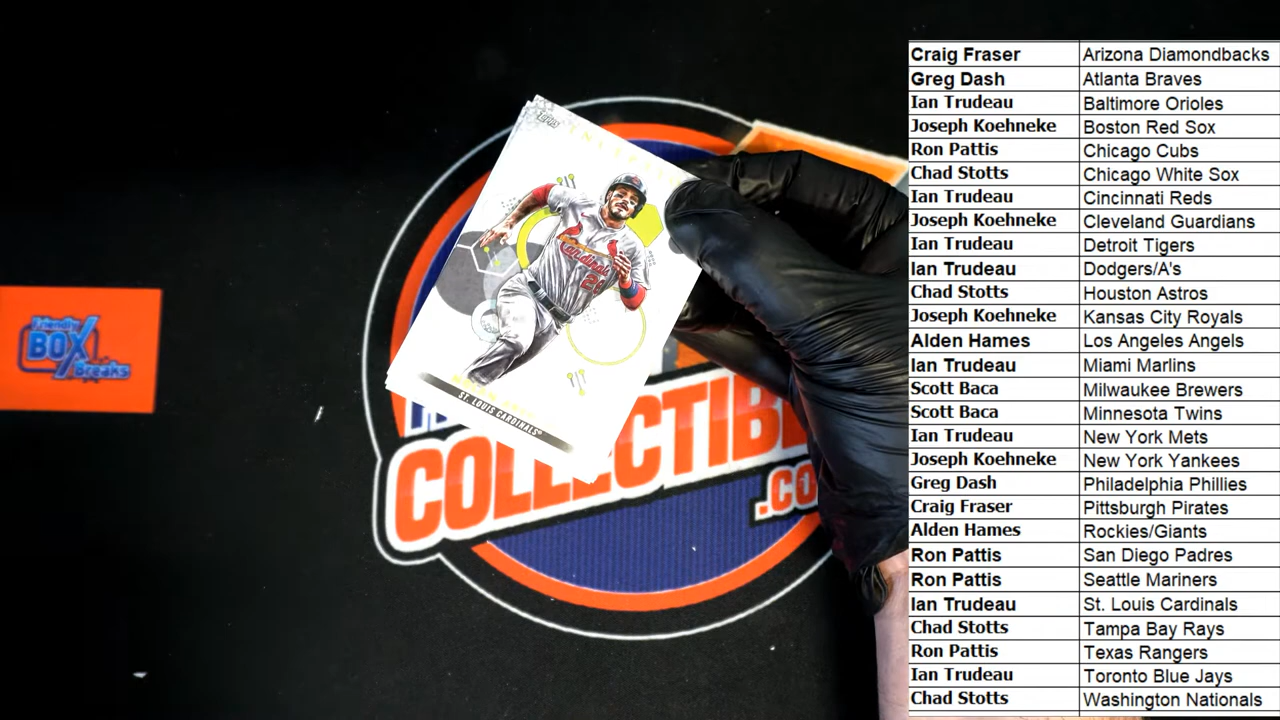 Friendly
BOX
Breaks
Topps
Cardinals
28
ST. LOUIS CARDINALS
COLLECTIBL
.CO
Craig Fraser Arizona Diamondbacks
Greg Dash Atlanta Braves
Ian Trudeau Baltimore Orioles
Joseph Koehneke Boston Red Sox
Ron Pattis Chicago Cubs
Chad Stotts Chicago White Sox
Ian Trudeau Cincinnati Reds
Joseph Koehneke Cleveland Guardians
Ian Trudeau Detroit Tigers
Ian Trudeau Dodgers/A's
Chad Stotts Houston Astros
Joseph Koehneke Kansas City Royals
Alden Hames Los Angeles Angels
Ian Trudeau Miami Marlins
Scott Baca Milwaukee Brewers
Scott Baca Minnesota Twins
Ian Trudeau New York Mets
Joseph Koehneke New York Yankees
Greg Dash Philadelphia Phillies
Craig Fraser Pittsburgh Pirates
Alden Hames Rockies/Giants
Ron Pattis San Diego Padres
Ron Pattis Seattle Mariners
Ian Trudeau St. Louis Cardinals
Chad Stotts Tampa Bay Rays
Ron Pattis Texas Rangers
Ian Trudeau Toronto Blue Jays
Chad Stotts Washington Nationals